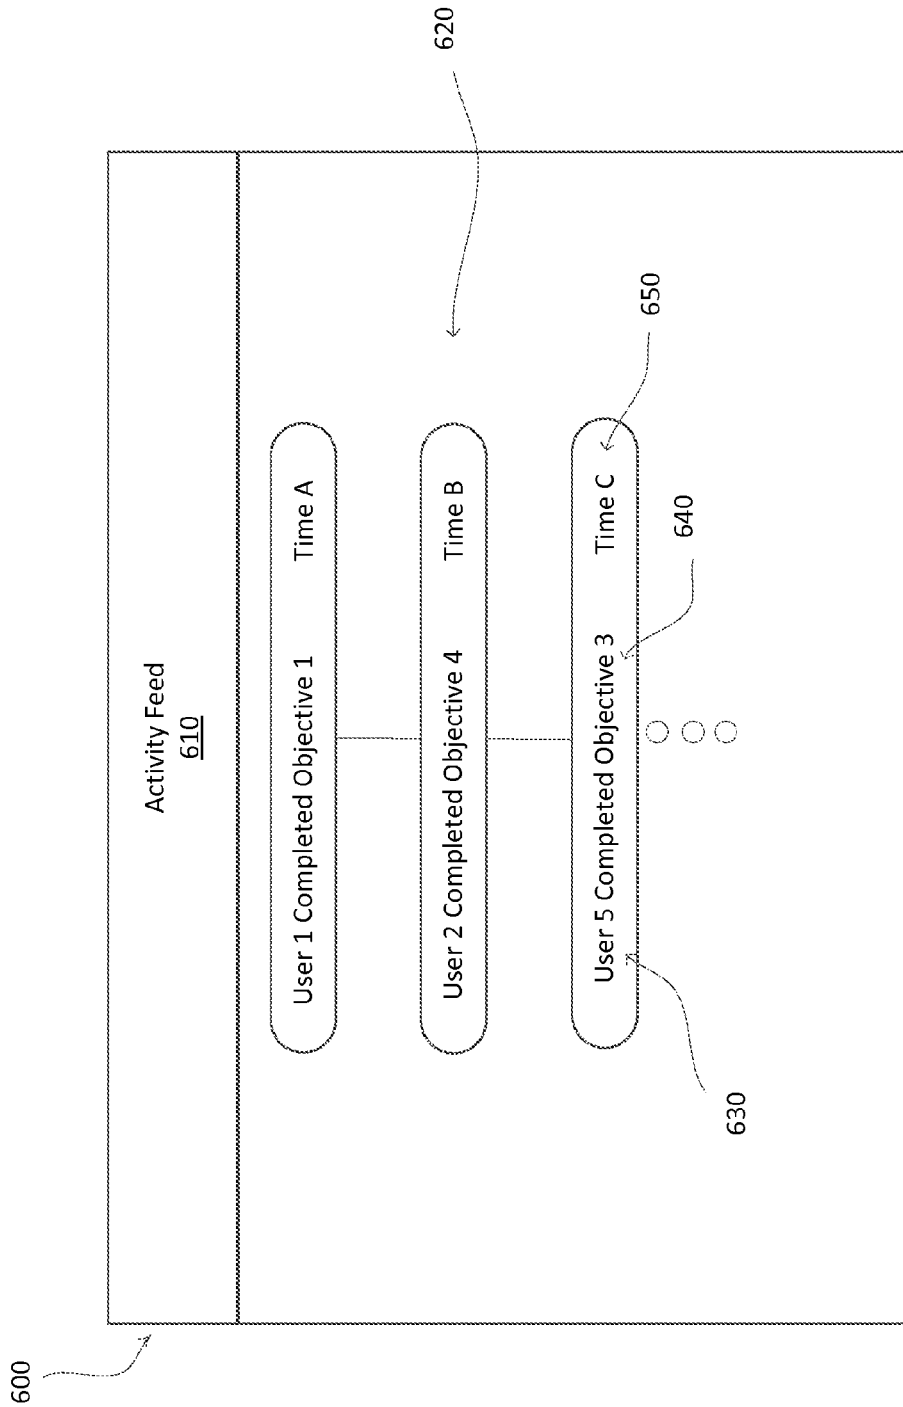 600
Activity Feed
610
User 1 Completed Objective 1 Time A
User 2 Completed Objective 4 Time B
620
User 5 Completed Objective 3 Time C
650
640
630